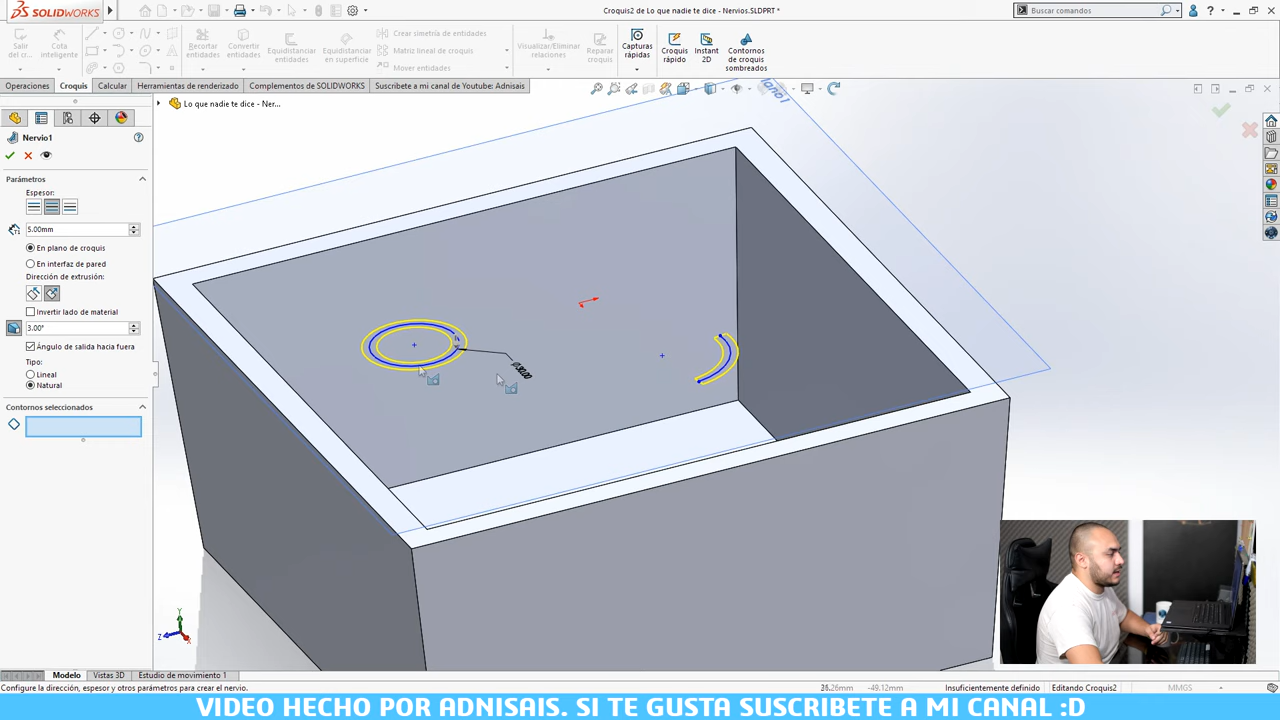 SOLIDWORKS
Croquis2 de Lo que nadie te dice - Nervios.SLDPRT *
Buscar comandos
Salir del croquis
Cota inteligente
Recortar entidades
Convertir entidades
Equidistanciar entidades
Equidistanciar en superficie
Crear simetría de entidades
Matriz lineal de croquis
Mover entidades
Visualizar/Eliminar relaciones
Reparar croquis
Capturas rápidas
Croquis rápido
Instant 2D
Contornos de croquis sombreados
Operaciones
Croquis
Calcular
Herramientas de renderizado
Complementos de SOLIDWORKS
Suscribete a mi canal de Youtube: Adnisais
Lo que nadie te dice - Ner...
Nervio1
Parámetros
Espesor:
5.00mm
En plano de croquis
En interfaz de pared
Dirección de extrusión:
Invertir lado de material
3.00°
Ángulo de salida hacia fuera
Tipo:
Lineal
Natural
Contornos seleccionados
Y
Z
X
Modelo
Vistas 3D
Estudio de movimiento 1
Configure la dirección, espesor y otros parámetros para crear el nervio.
-49.12mm
Insuficientemente definido
Editando Croquis2
MMGS
VIDEO HECHO POR ADNISAIS. SI TE GUSTA SUSCRIBETE A MI CANAL :D